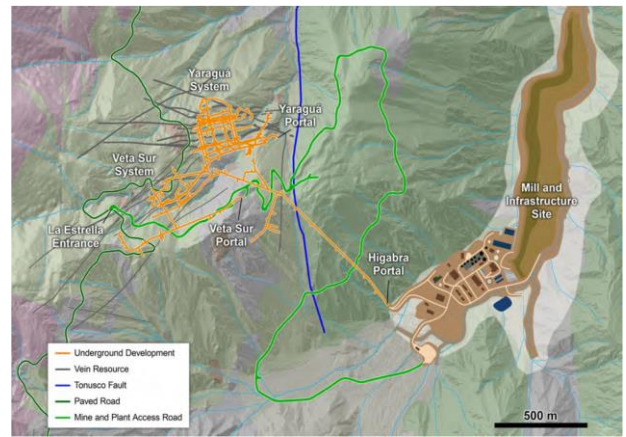 Yaraguá
System
Yaraguá
Portal
Veta Sur
System
La Estrella
Entrance
Veta Sur
Portal
Higabra
Portal
Mill and
Infrastructure
Site
Underground Development
Vein Resource
Tonusco Fault
Paved Road
Mine and Plant Access Road
500 m